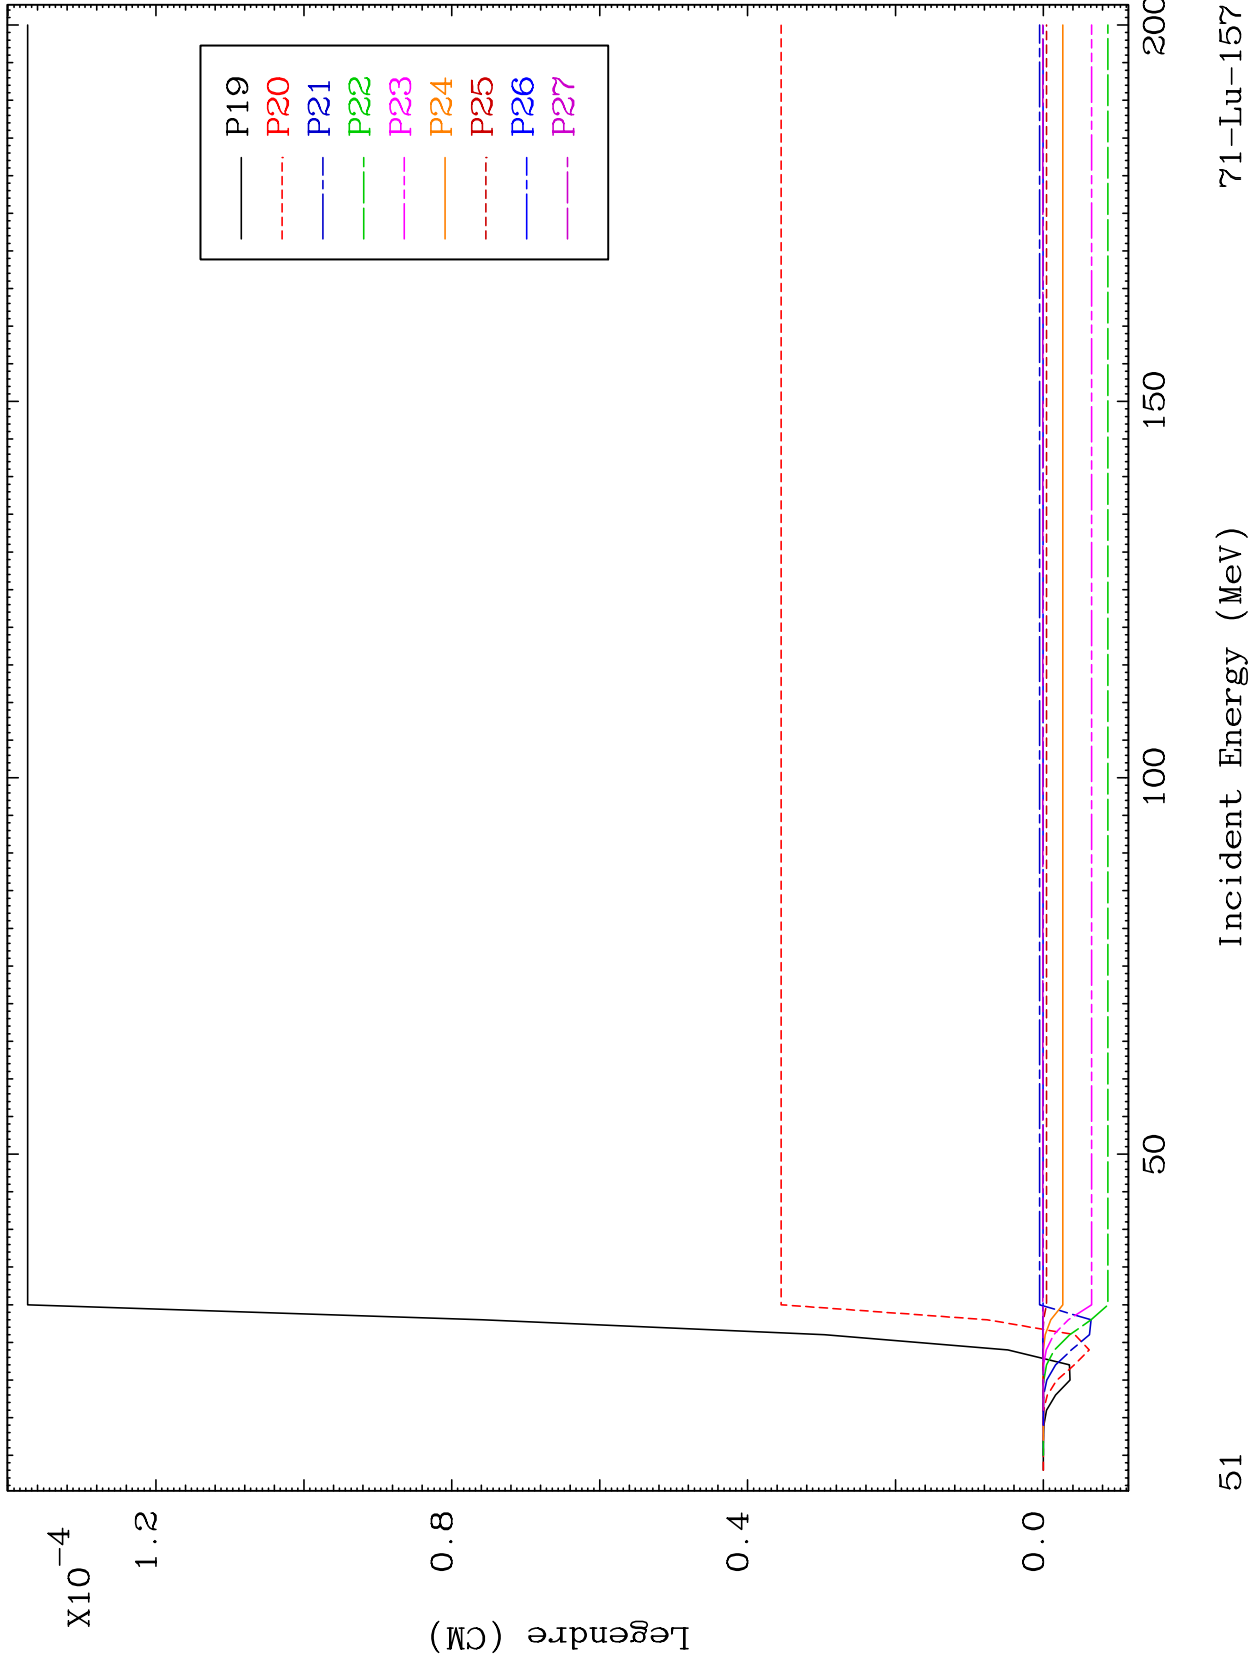 X10-4
1.2
0.8
0.4
0.0
Legendre (CM)
P19
P20
P21
P22
P23
P24
P25
P26
P27
50
100
150
200
Incident Energy (MeV)
51
71-Lu-157